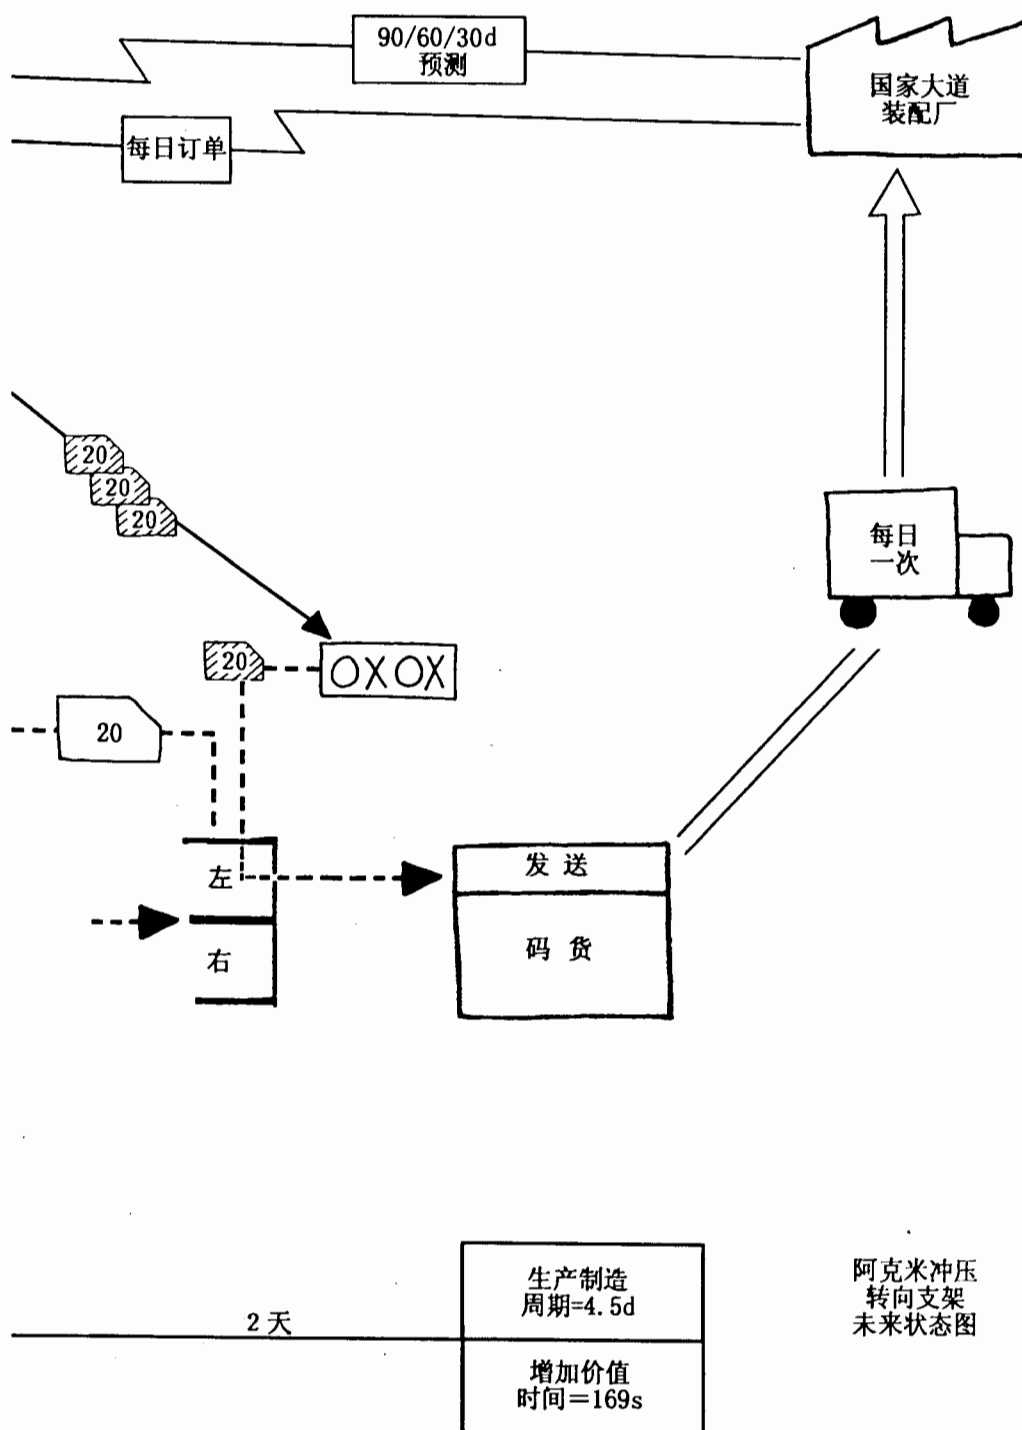 90/60/30d
预测
国家大道
装配厂
每日订单
20
20
20
每日
一次
20
OXOX
20
左
发送
右
码货
生产制造
周期=4.5d
2天
增加价值
时间=169s
阿克米冲压
转向支架
未来状态图